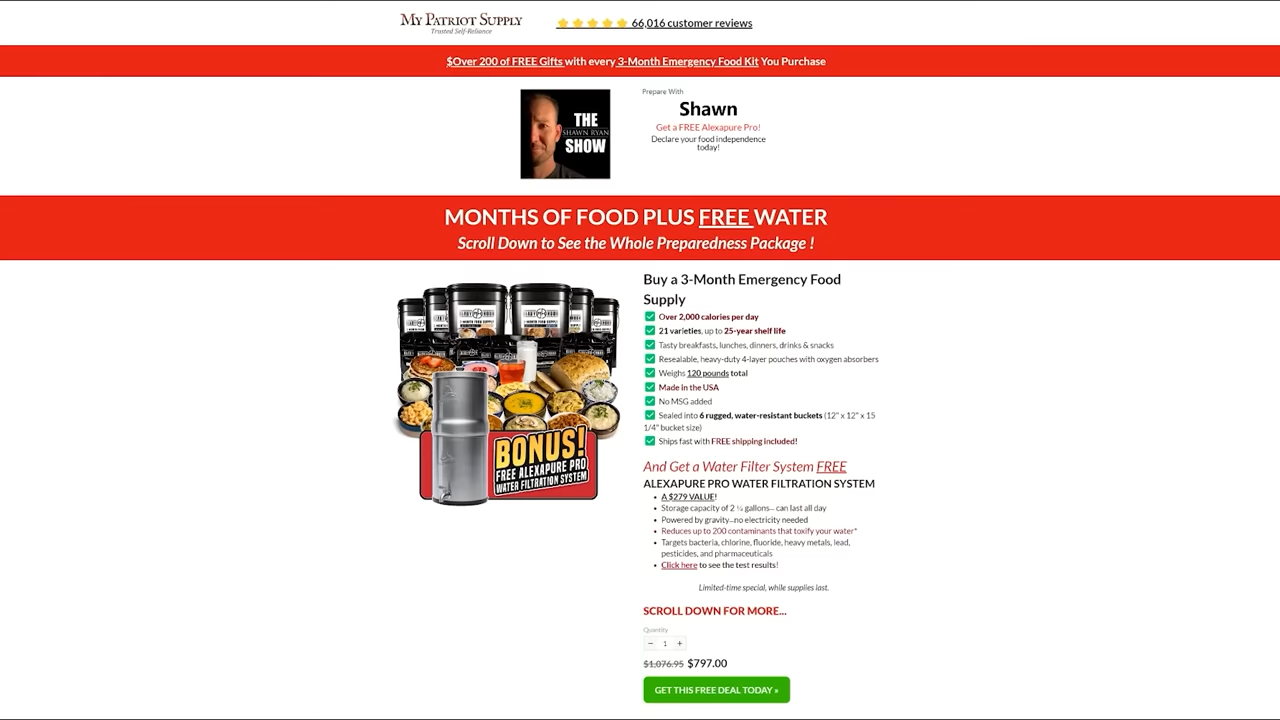 My Patriot Supply
Trusted Self-Reliance
66,016 customer reviews
$Over 200 of FREE Gifts with every 3-Month Emergency Food Kit You Purchase
THE
SHAWN RYAN
SHOW
Prepare With
Shawn
Get a FREE Alexapure Pro!
Declare your food independence
today!
MONTHS OF FOOD PLUS FREE WATER
Scroll Down to See the Whole Preparedness Package !
BONUS!
FREE ALEXAPURE PRO
WATER FILTRATION SYSTEM
Buy a 3-Month Emergency Food
Supply
Over 2,000 calories per day
21 varieties, up to 25-year shelf life
Tasty breakfasts, lunches, dinners, drinks & snacks
Resealable, heavy-duty 4-layer pouches with oxygen absorbers
Weighs 120 pounds total
Made in the USA
No MSG added
Sealed into 6 rugged, water-resistant buckets (12" x 12" x 15
1/4" bucket size)
Ships fast with FREE shipping included!
And Get a Water Filter System FREE
ALEXAPURE PRO WATER FILTRATION SYSTEM
A $279 VALUE!
Storage capacity of 2 ¼ gallons— can last all day
Powered by gravity—no electricity needed
Reduces up to 200 contaminants that toxify your water*
Targets bacteria, chlorine, fluoride, heavy metals, lead,
pesticides, and pharmaceuticals
Click here to see the test results!
Limited-time special, while supplies last.
SCROLL DOWN FOR MORE...
Quantity
− 1 +
$1,076.95 $797.00
GET THIS FREE DEAL TODAY »